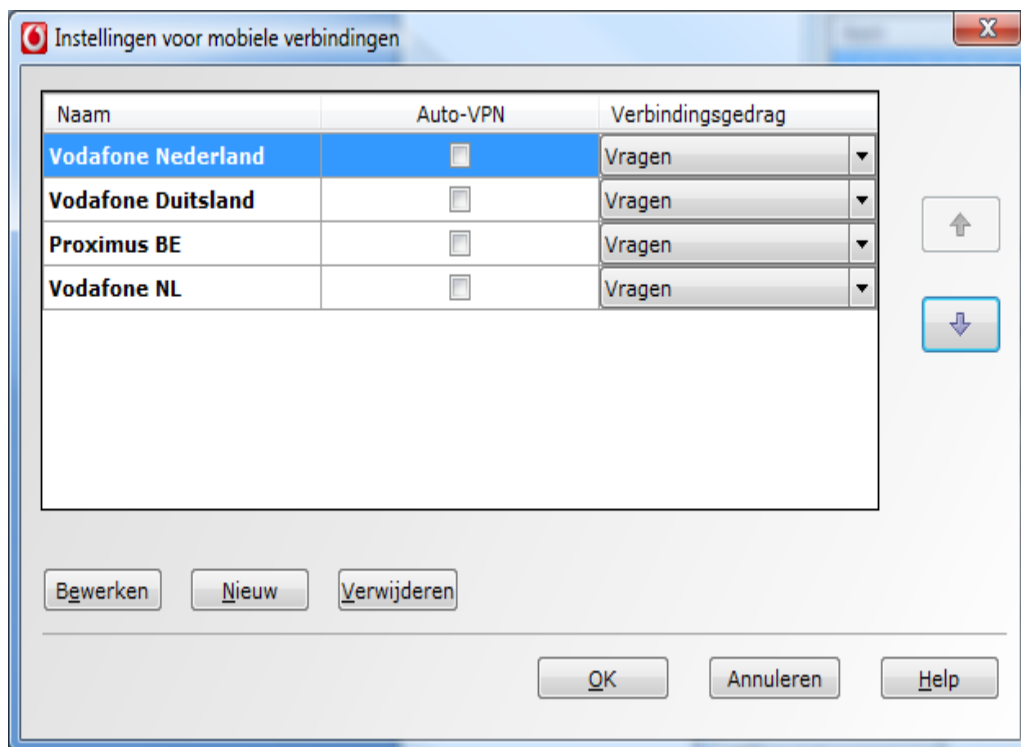 Instellingen voor mobiele verbindingen
Naam Auto-VPN Verbindingsgedrag
Vodafone Nederland Vragen
Vodafone Duitsland Vragen
Proximus BE Vragen
Vodafone NL Vragen
Bewerken Nieuw Verwijderen
OK Annuleren Help